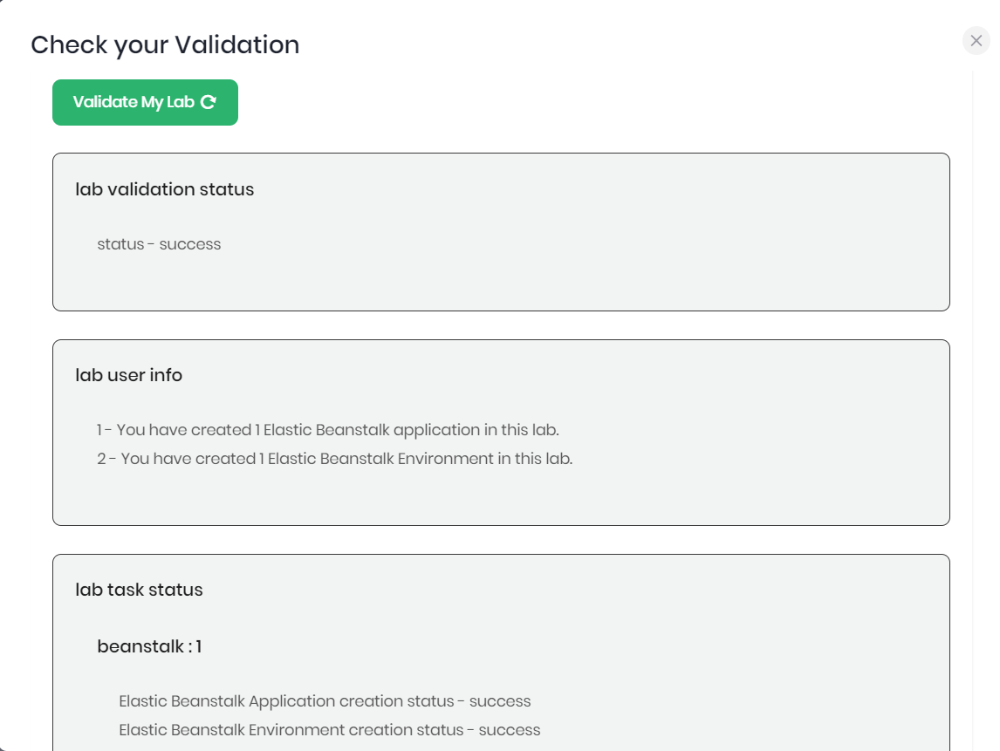 Check your Validation
Validate My Lab
lab validation status
status - success
lab user info
1 - You have created 1 Elastic Beanstalk application in this lab.
2 - You have created 1 Elastic Beanstalk Environment in this lab.
lab task status
beanstalk : 1
Elastic Beanstalk Application creation status - success
Elastic Beanstalk Environment creation status - success